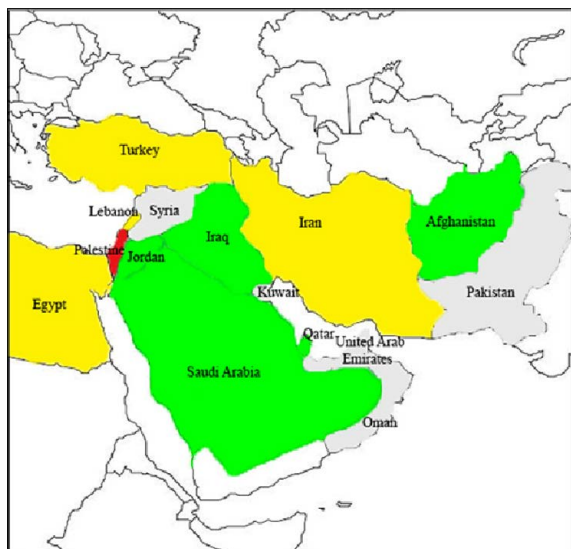 Turkey
Lebanon
Syria
Iran
Afghanistan
Iraq
Palestine
Jordan
Egypt
Kuwait
Pakistan
Qatar
United Arab
Emirates
Saudi Arabia
Oman